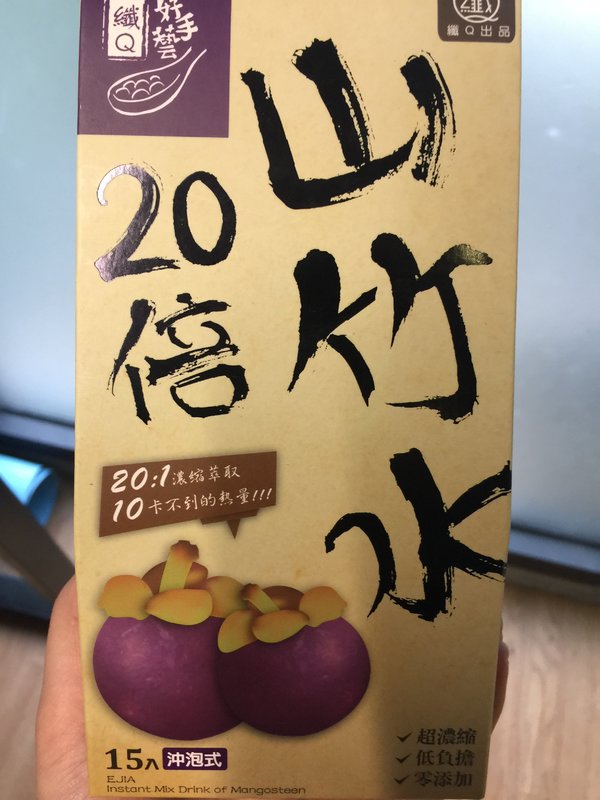 纖Q
好手藝
纖Q出品
山竹水
20倍
20:1濃縮萃取
10卡不到的熱量!!!
15入 沖泡式
EJIA
Instant Mix Drink of Mangosteen
✓超濃縮
✓低負擔
✓零添加